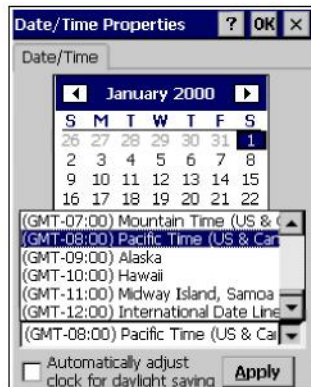 Date/Time Properties ? OK ×
Date/Time
January 2000
S M T W T F S
26 27 28 29 30 31 1
2 3 4 5 6 7 8
9 10 11 12 13 14 15
16 17 18 19 20 21 22
(GMT-07:00) Mountain Time (US & C
(GMT-08:00) Pacific Time (US & Can
(GMT-09:00) Alaska
(GMT-10:00) Hawaii
(GMT-11:00) Midway Island, Samoa
(GMT-12:00) International Date Line
(GMT-08:00) Pacific Time (US & Ca
Automatically adjust
clock for daylight saving
Apply